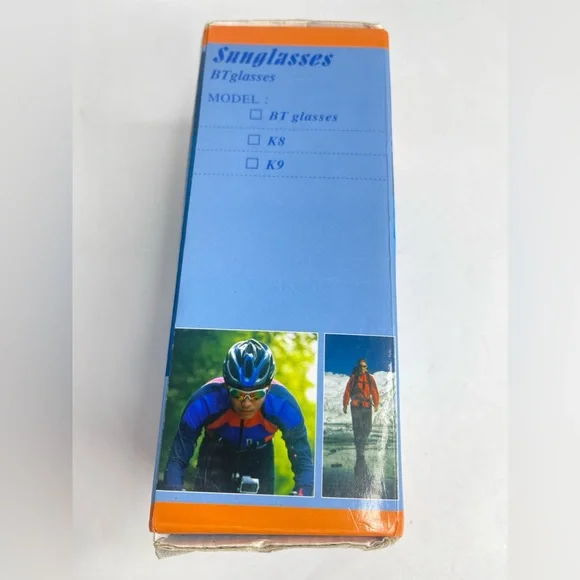 Sunglasses
BTglasses
MODEL :
BT glasses
K8
K9